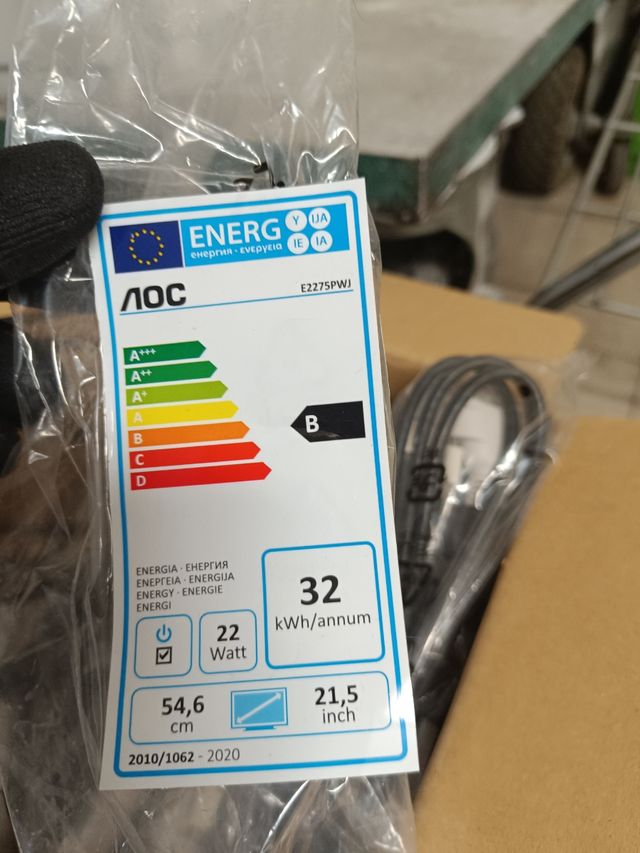 ENERG Y IJA
енергия · ενεργεια IE IA
AOC E2275PWJ
A+++
A++
A+
A
B
C
D
B
ENERGIA · ЕНЕРГИЯ
ΕΝΕΡΓΕΙΑ · ENERGIJA
ENERGY · ENERGIE
ENERGI
22
Watt
32
kWh/annum
54,6
cm
21,5
inch
2010/1062 - 2020